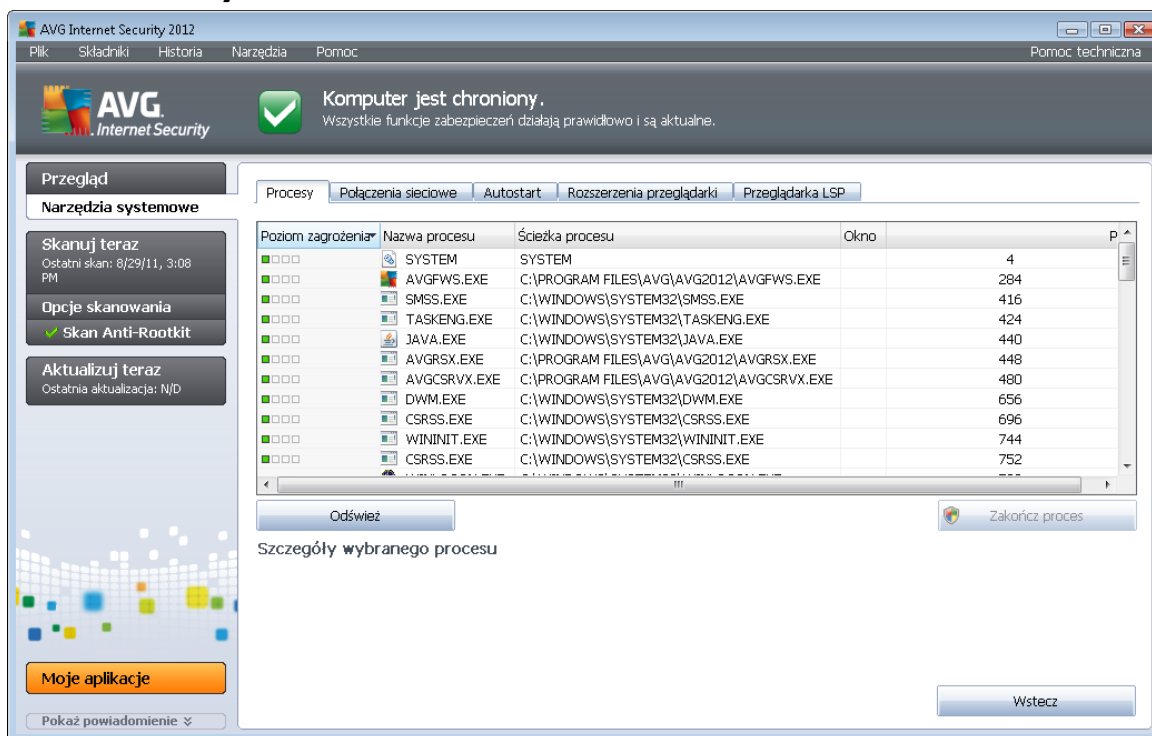 AVG Internet Security 2012
Plik Składniki Historia Narzędzia Pomoc Pomoc techniczna
AVG.
Internet Security
Komputer jest chroniony.
Wszystkie funkcje zabezpieczeń działają prawidłowo i są aktualne.
Przegląd
Narzędzia systemowe
Skanuj teraz
Ostatni skan: 8/29/11, 3:08
PM
Opcje skanowania
Skan Anti-Rootkit
Aktualizuj teraz
Ostatnia aktualizacja: N/D
Moje aplikacje
Pokaż powiadomienie
Procesy Połączenia sieciowe Autostart Rozszerzenia przeglądarki Przeglądarka LSP
Poziom zagrożenia Nazwa procesu Ścieżka procesu Okno P
SYSTEM SYSTEM 4
AVGFWS.EXE C:\PROGRAM FILES\AVG\AVG2012\AVGFWS.EXE 284
SMSS.EXE C:\WINDOWS\SYSTEM32\SMSS.EXE 416
TASKENG.EXE C:\WINDOWS\SYSTEM32\TASKENG.EXE 424
JAVA.EXE C:\WINDOWS\SYSTEM32\JAVA.EXE 440
AVGRSX.EXE C:\PROGRAM FILES\AVG\AVG2012\AVGRSX.EXE 448
AVGCSRVX.EXE C:\PROGRAM FILES\AVG\AVG2012\AVGCSRVX.EXE 480
DWM.EXE C:\WINDOWS\SYSTEM32\DWM.EXE 656
CSRSS.EXE C:\WINDOWS\SYSTEM32\CSRSS.EXE 696
WININIT.EXE C:\WINDOWS\SYSTEM32\WININIT.EXE 744
CSRSS.EXE C:\WINDOWS\SYSTEM32\CSRSS.EXE 752
Odśwież Zakończ proces
Szczegóły wybranego procesu
Wstecz